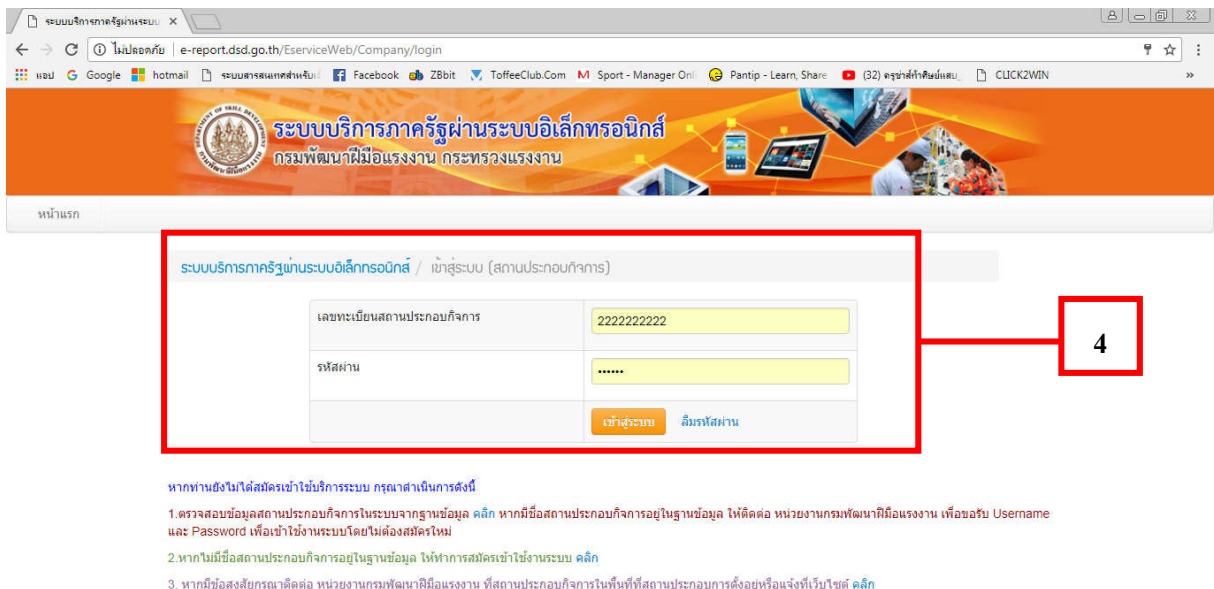 ระบบบริการภาครัฐผ่านระบบ
ไม่ปลอดภัย | e-report.dsd.go.th/EserviceWeb/Company/login
แอป Google hotmail ระบบสารสนเทศสำหรับ Facebook ZBbit ToffeeClub.Com Sport - Manager Onli Pantip - Learn, Share (32) CLICK2WIN »
ระบบบริการภาครัฐผ่านระบบอิเล็กทรอนิกส์
กรมพัฒนาฝีมือแรงงาน กระทรวงแรงงาน
หน้าแรก
ระบบบริการภาครัฐผ่านระบบอิเล็กทรอนิกส์ / เข้าสู่ระบบ (สถานประกอบกิจการ)
เลขทะเบียนสถานประกอบกิจการ 2222222222
4
รหัสผ่าน ••••••
เข้าสู่ระบบ ลืมรหัสผ่าน
หากท่านยังไม่ได้สมัครเข้าใช้บริการระบบ กรุณาดำเนินการดังนี้
1.ตรวจสอบข้อมูลสถานประกอบกิจการในระบบจากฐานข้อมูล คลิก หากมีชื่อสถานประกอบกิจการอยู่ในฐานข้อมูล ให้ติดต่อ หน่วยงานกรมพัฒนาฝีมือแรงงาน เพื่อขอรับ Username
และ Password เพื่อเข้าใช้งานระบบโดยไม่ต้องสมัครใหม่
2.หากไม่มีชื่อสถานประกอบกิจการอยู่ในฐานข้อมูล ให้ทำการสมัครเข้าใช้งานระบบ คลิก
3. หากมีข้อสงสัยกรุณาติดต่อ หน่วยงานกรมพัฒนาฝีมือแรงงาน ที่สถานประกอบกิจการในพื้นที่ที่สถานประกอบการตั้งอยู่หรือแจ้งที่เว็บไซต์ คลิก